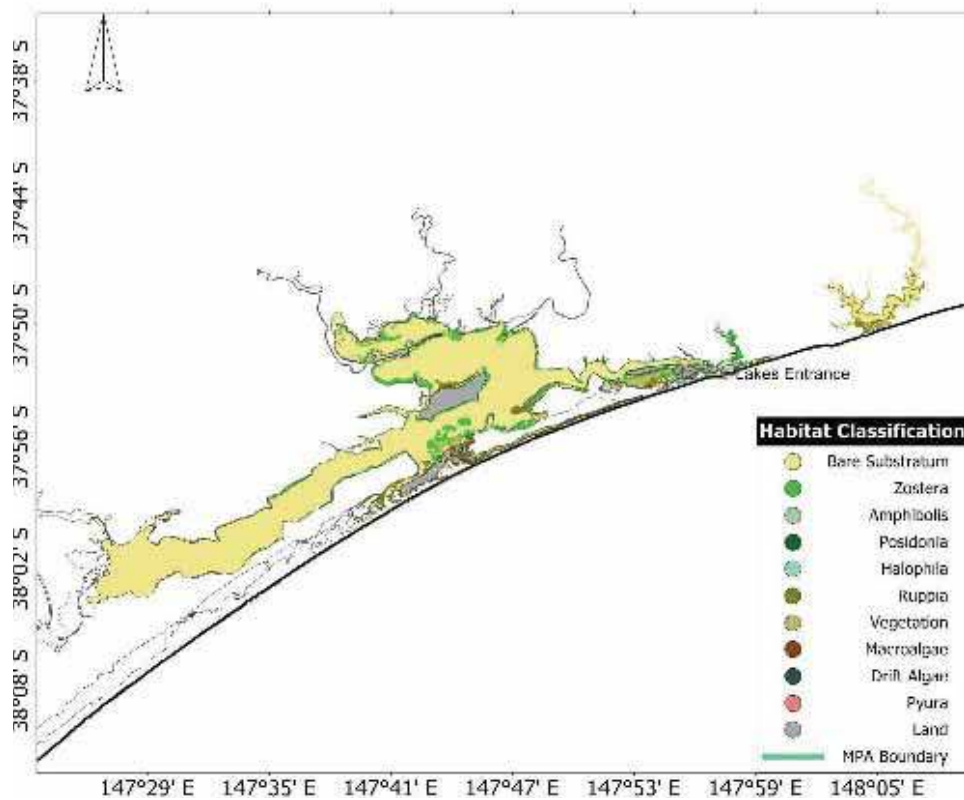 37°38' S
37°44' S
37°50' S
37°56' S
38°02' S
38°08' S
Lakes Entrance
Habitat Classification
Bare Substratum
Zostera
Amphibolis
Posidonia
Halophila
Ruppia
Vegetation
Macroalgae
Drift Algae
Pyura
Land
MPA Boundary
147°29' E 147°35' E 147°41' E 147°47' E 147°53' E 147°59' E 148°05' E